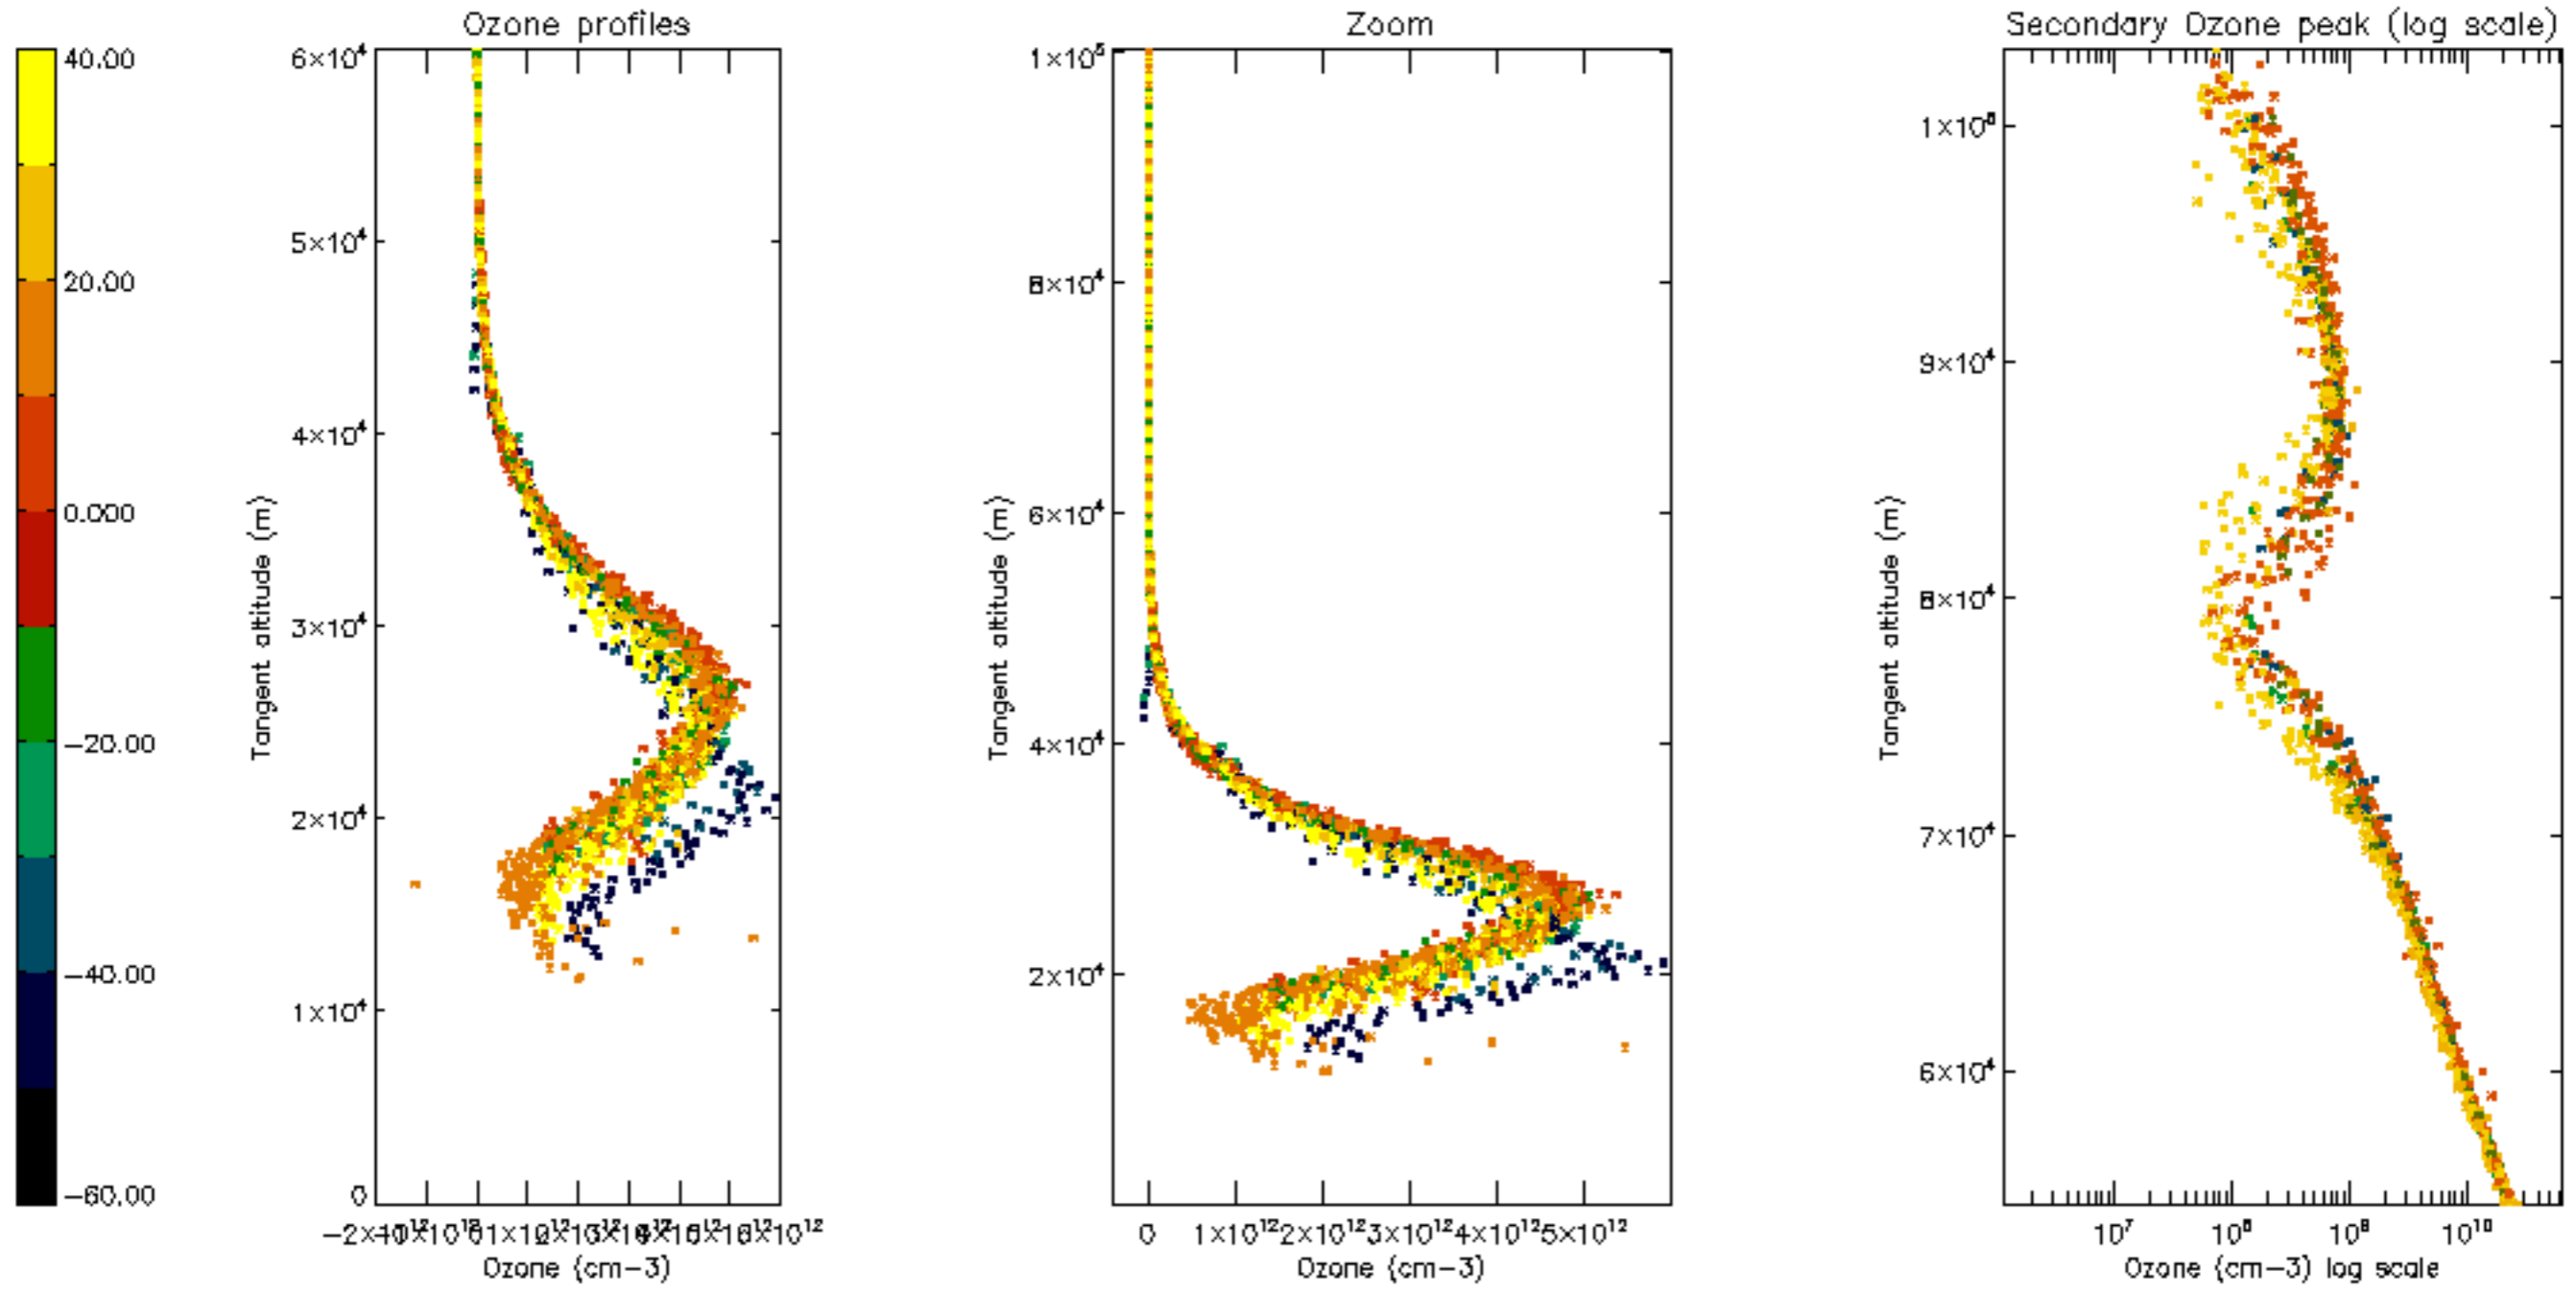 Ozone profiles
Zoom
Secondary Ozone peak (log scale)
40.00
20.00
0.000
−20.00
−40.00
−60.00
6×10⁴
5×10⁴
4×10⁴
3×10⁴
2×10⁴
1×10⁴
0
Tangent altitude (m)
Ozone (cm−3)
1×10⁵
8×10⁴
6×10⁴
4×10⁴
2×10⁴
Tangent altitude (m)
0 1×10¹² 2×10¹² 3×10¹² 4×10¹² 5×10¹²
Ozone (cm−3)
1×10⁵
9×10⁴
8×10⁴
7×10⁴
6×10⁴
Tangent altitude (m)
10⁷ 10⁸ 10⁹ 10¹⁰
Ozone (cm−3) log scale